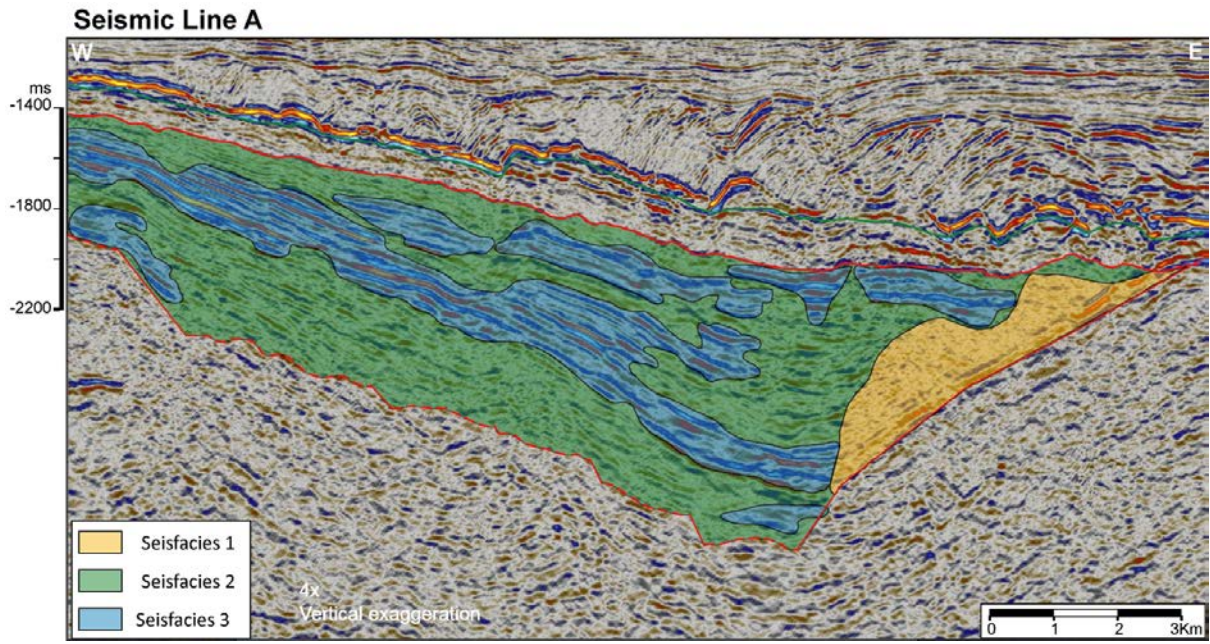 Seismic Line A
W
E
ms
-1400
-1800
-2200
Seisfacies 1
Seisfacies 2
Seisfacies 3
4x
Vertical exaggeration
0 1 2 3Km